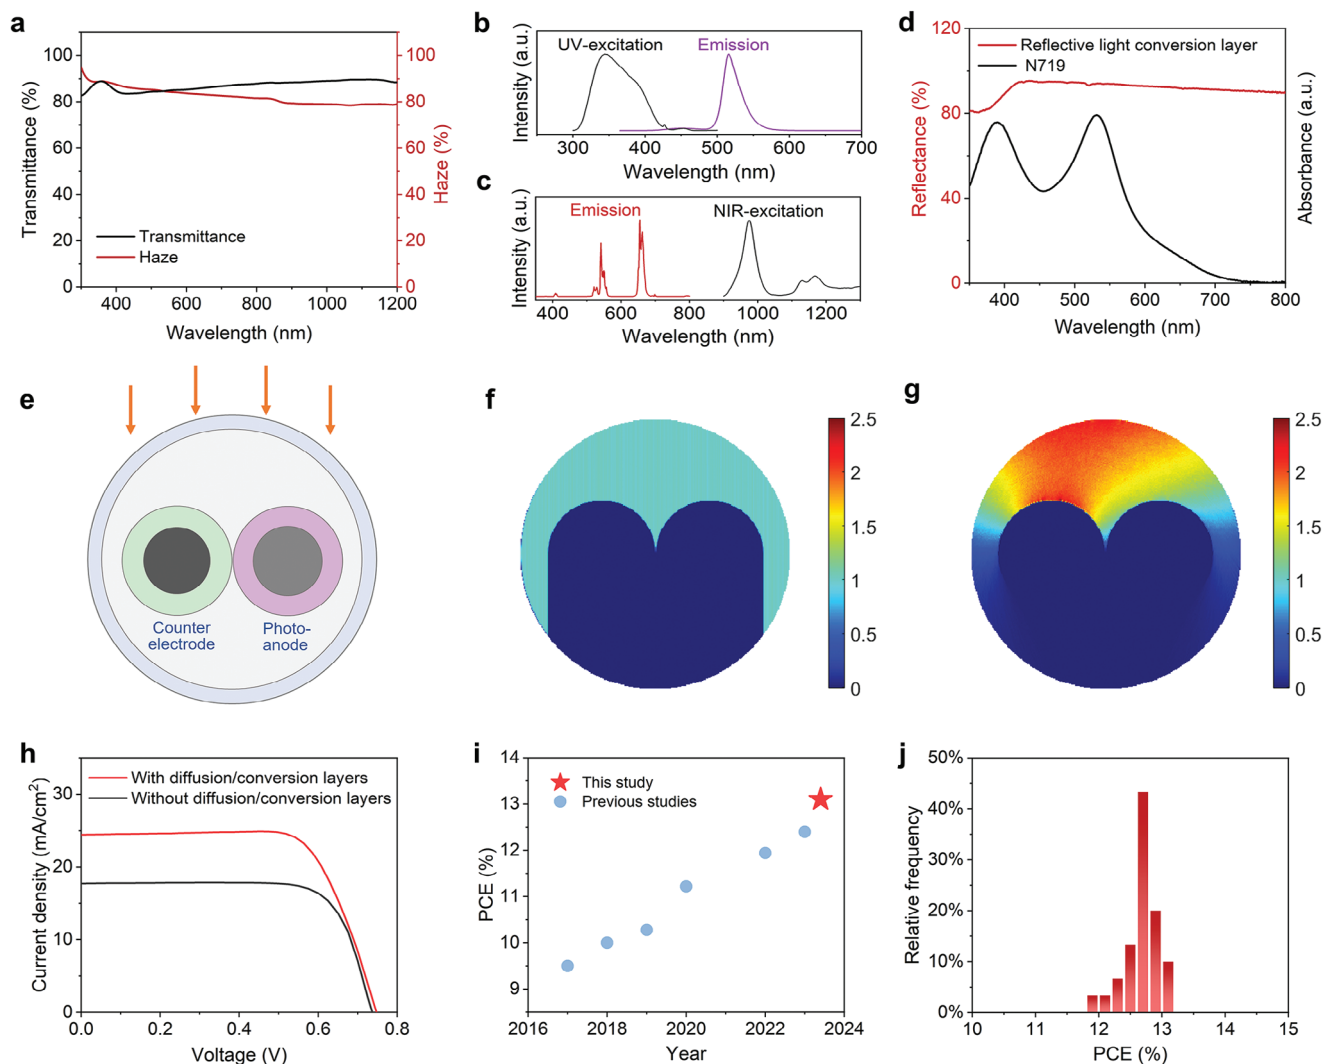 a
Transmittance (%)
100
80
60
40
20
0
Transmittance
Haze
400 600 800 1000 1200
Wavelength (nm)
100
80
60
40
20
0
Haze (%)
b
Intensity (a.u.)
UV-excitation
Emission
300 400 500 600 700
Wavelength (nm)
c
Intensity (a.u.)
Emission
NIR-excitation
400 600 800 1000 1200
Wavelength (nm)
d
Reflectance (%)
120
80
40
0
Reflective light conversion layer
N719
Absorbance (a.u.)
400 500 600 700 800
Wavelength (nm)
e
Counter
electrode
Photo-
anode
f
2.5
2
1.5
1
0.5
0
g
2.5
2
1.5
1
0.5
0
h
Current density (mA/cm²)
30
20
10
0
With diffusion/conversion layers
Without diffusion/conversion layers
0.0 0.2 0.4 0.6 0.8
Voltage (V)
i
PCE (%)
14
13
12
11
10
9
This study
Previous studies
2016 2018 2020 2022 2024
Year
j
Relative frequency
50%
40%
30%
20%
10%
0%
10 11 12 13 14 15
PCE (%)